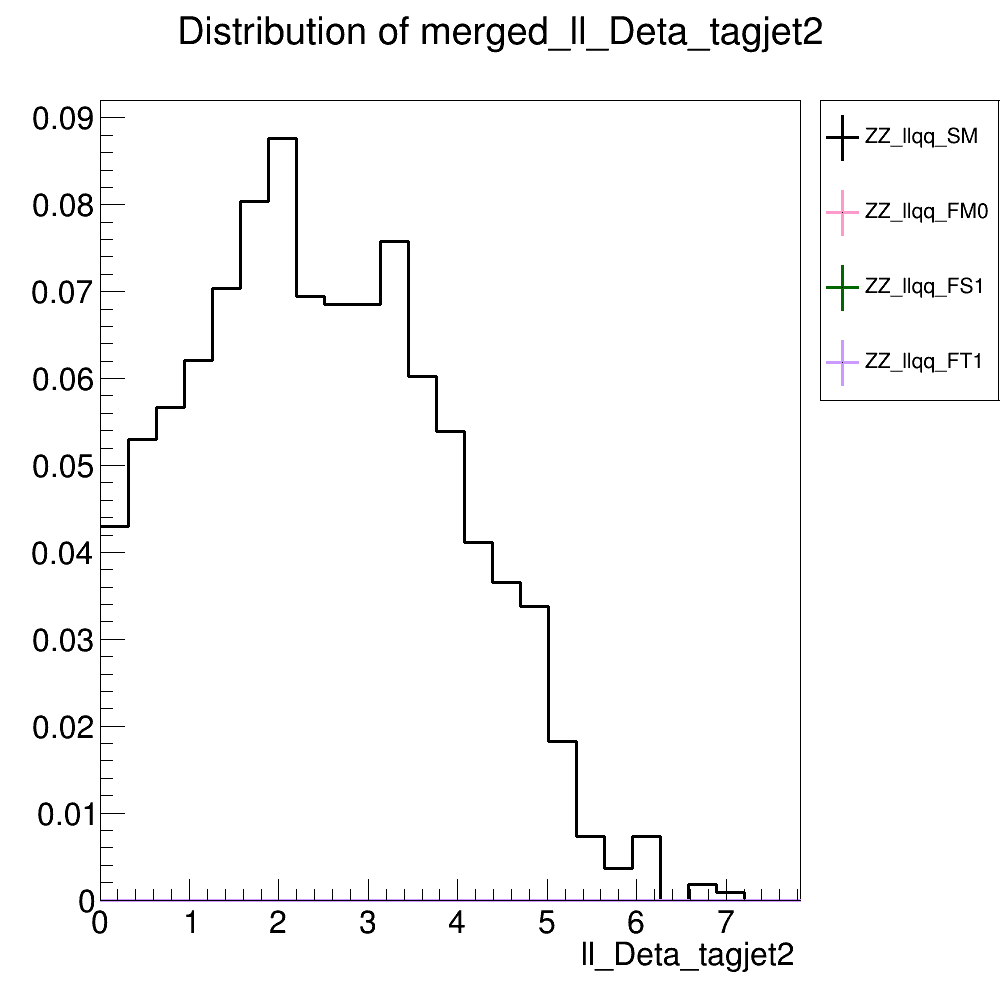 Distribution of merged_ll_Deta_tagjet2
0.09
0.08
0.07
0.06
0.05
0.04
0.03
0.02
0.01
0
0 1 2 3 4 5 6 7
ll_Deta_tagjet2
ZZ_llqq_SM
ZZ_llqq_FM0
ZZ_llqq_FS1
ZZ_llqq_FT1